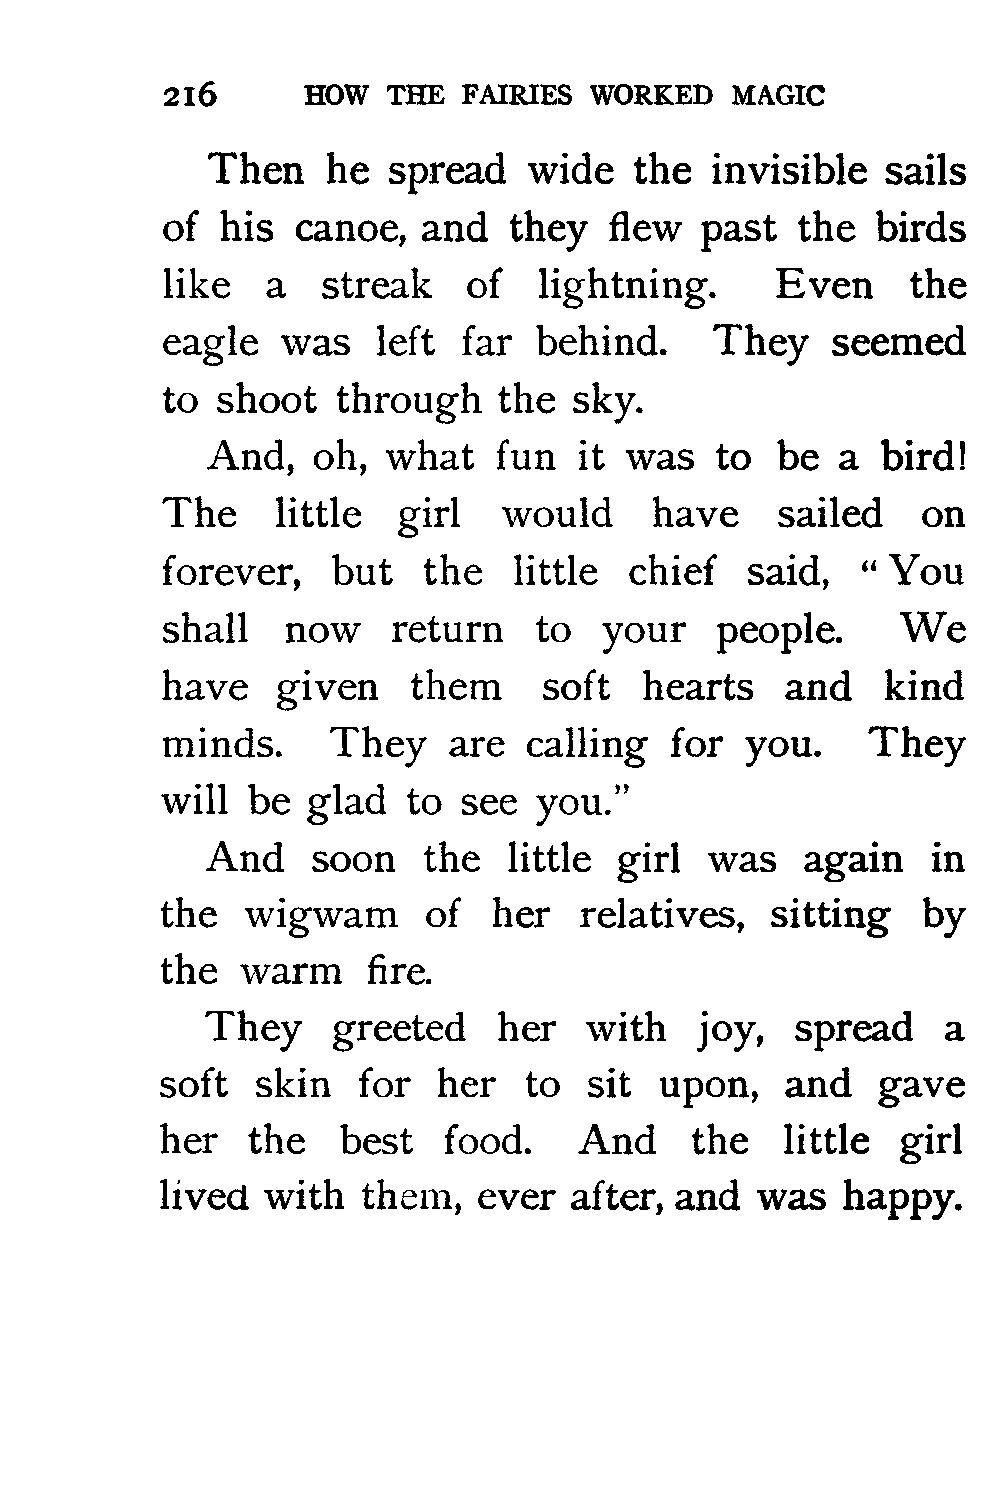 216 HOW THE FAIRIES WORKED MAGIC
Then he spread wide the invisible sails
of his canoe, and they flew past the birds
like a streak of lightning. Even the
eagle was left far behind. They seemed
to shoot through the sky.
And, oh, what fun it was to be a bird!
The little girl would have sailed on
forever, but the little chief said, “ You
shall now return to your people. We
have given them soft hearts and kind
minds. They are calling for you. They
will be glad to see you.”
And soon the little girl was again in
the wigwam of her relatives, sitting by
the warm fire.
They greeted her with joy, spread a
soft skin for her to sit upon, and gave
her the best food. And the little girl
lived with them, ever after, and was happy.